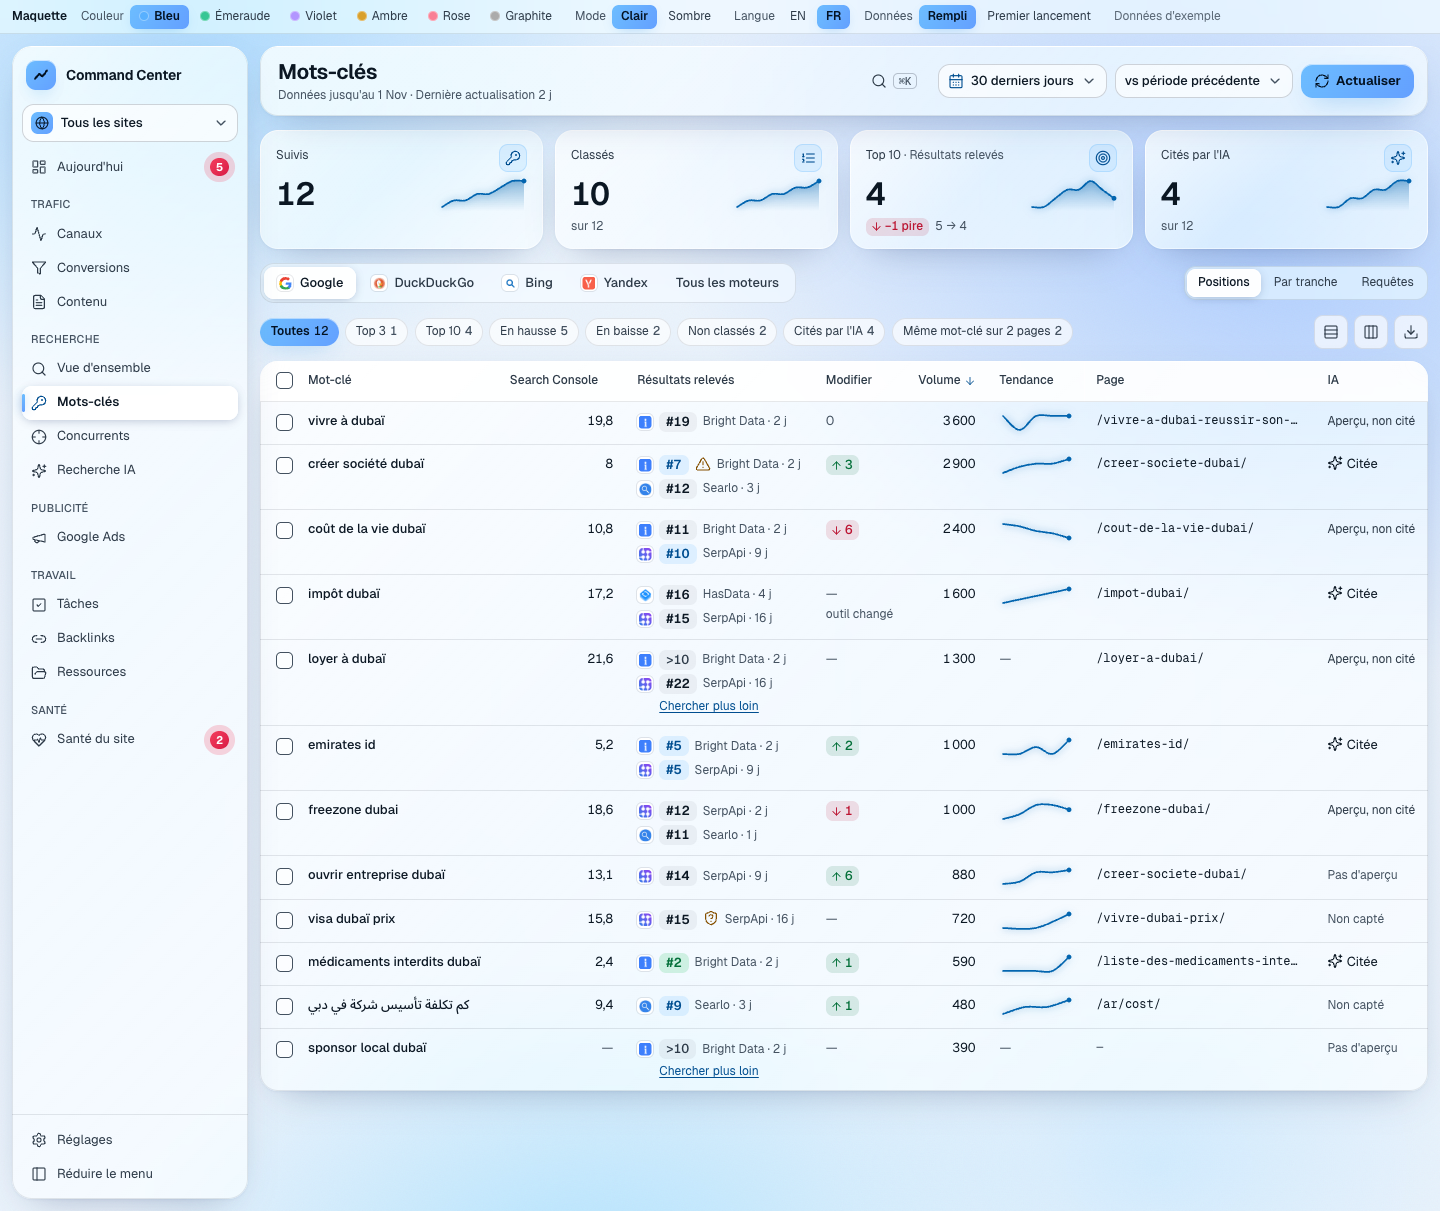 Maquette Couleur Bleu Émeraude Violet Ambre Rose Graphite Mode Clair Sombre Langue EN FR Données Rempli Premier lancement Données d'exemple
Command Center
Tous les sites
Aujourd'hui 5
TRAFIC
Canaux
Conversions
Contenu
RECHERCHE
Vue d'ensemble
Mots-clés
Concurrents
Recherche IA
PUBLICITÉ
Google Ads
TRAVAIL
Tâches
Backlinks
Ressources
SANTÉ
Santé du site 2
Réglages
Réduire le menu
Mots-clés
Données jusqu'au 1 Nov · Dernière actualisation 2 j
⌘K 30 derniers jours vs période précédente Actualiser
Suivis
12
Classés
10
sur 12
Top 10 · Résultats relevés
4
↓ −1 pire 5 → 4
Cités par l'IA
4
sur 12
Google DuckDuckGo Bing Yandex Tous les moteurs
Positions Par tranche Requêtes
Toutes 12 Top 3 1 Top 10 4 En hausse 5 En baisse 2 Non classés 2 Cités par l'IA 4 Même mot-clé sur 2 pages 2
Mot-clé Search Console Résultats relevés Modifier Volume ↓ Tendance Page IA
vivre à dubaï 19,8 #19 Bright Data · 2 j 0 3 600 /vivre-a-dubai-reussir-son-… Aperçu, non cité
créer société dubaï 8 #7 Bright Data · 2 j ↑ 3 2 900 /creer-societe-dubai/ Citée
#12 Searlo · 3 j
coût de la vie dubaï 10,8 #11 Bright Data · 2 j ↓ 6 2 400 /cout-de-la-vie-dubai/ Aperçu, non cité
#10 SerpApi · 9 j
impôt dubaï 17,2 #16 HasData · 4 j — 1 600 /impot-dubai/ Citée
#15 SerpApi · 16 j outil changé
loyer à dubaï 21,6 >10 Bright Data · 2 j — 1 300 — /loyer-a-dubai/ Aperçu, non cité
#22 SerpApi · 16 j
Chercher plus loin
emirates id 5,2 #5 Bright Data · 2 j ↑ 2 1 000 /emirates-id/ Citée
#5 SerpApi · 9 j
freezone dubai 18,6 #12 SerpApi · 2 j ↓ 1 1 000 /freezone-dubai/ Aperçu, non cité
#11 Searlo · 1 j
ouvrir entreprise dubaï 13,1 #14 SerpApi · 9 j ↑ 6 880 /creer-societe-dubai/ Pas d'aperçu
visa dubaï prix 15,8 #15 SerpApi · 16 j — 720 /vivre-dubai-prix/ Non capté
médicaments interdits dubaï 2,4 #2 Bright Data · 2 j ↑ 1 590 /liste-des-medicaments-inte… Citée
كم تكلفة تأسيس شركة في دبي 9,4 #9 Searlo · 3 j ↑ 1 480 /ar/cost/ Non capté
sponsor local dubaï — >10 Bright Data · 2 j — 390 — – Pas d'aperçu
Chercher plus loin